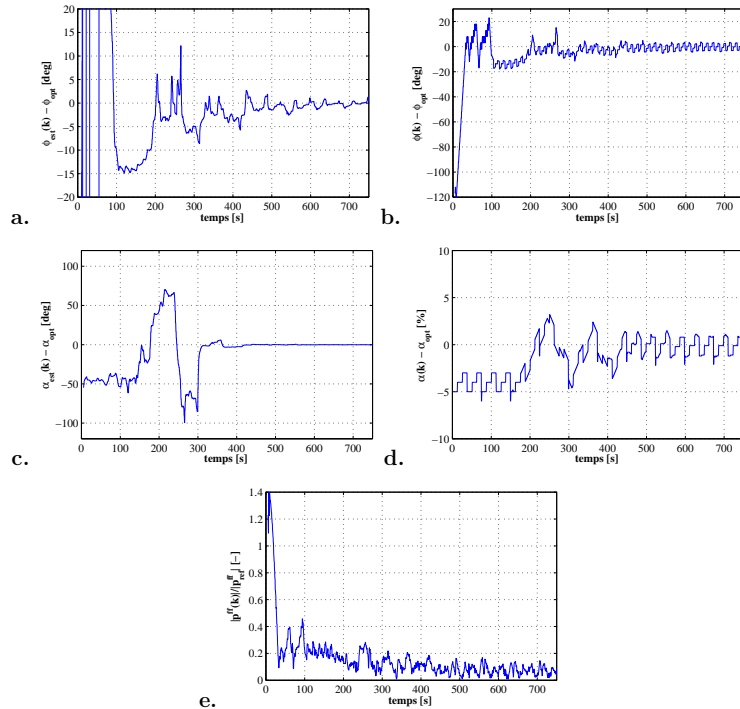 20
15
10
5
0
−5
−10
−15
20
0 100 200 300 400 500 600 700
temps [s]
ϕest(k) − ϕopt [deg]
a.
20
0
−20
−40
−60
−80
−100
−120
0 100 200 300 400 500 600 700
temps [s]
ϕ(k) − ϕopt [deg]
b.
100
50
0
−50
−100
0 100 200 300 400 500 600 700
temps [s]
αest(k) − αopt [deg]
c.
10
5
0
−5
−10
0 100 200 300 400 500 600 700
temps [s]
α(k) − αopt [%]
d.
1.4
1.2
1
0.8
0.6
0.4
0.2
0
0 100 200 300 400 500 600 700
temps [s]
|p^ff(k)|/|p^ff_ref| [−]
e.